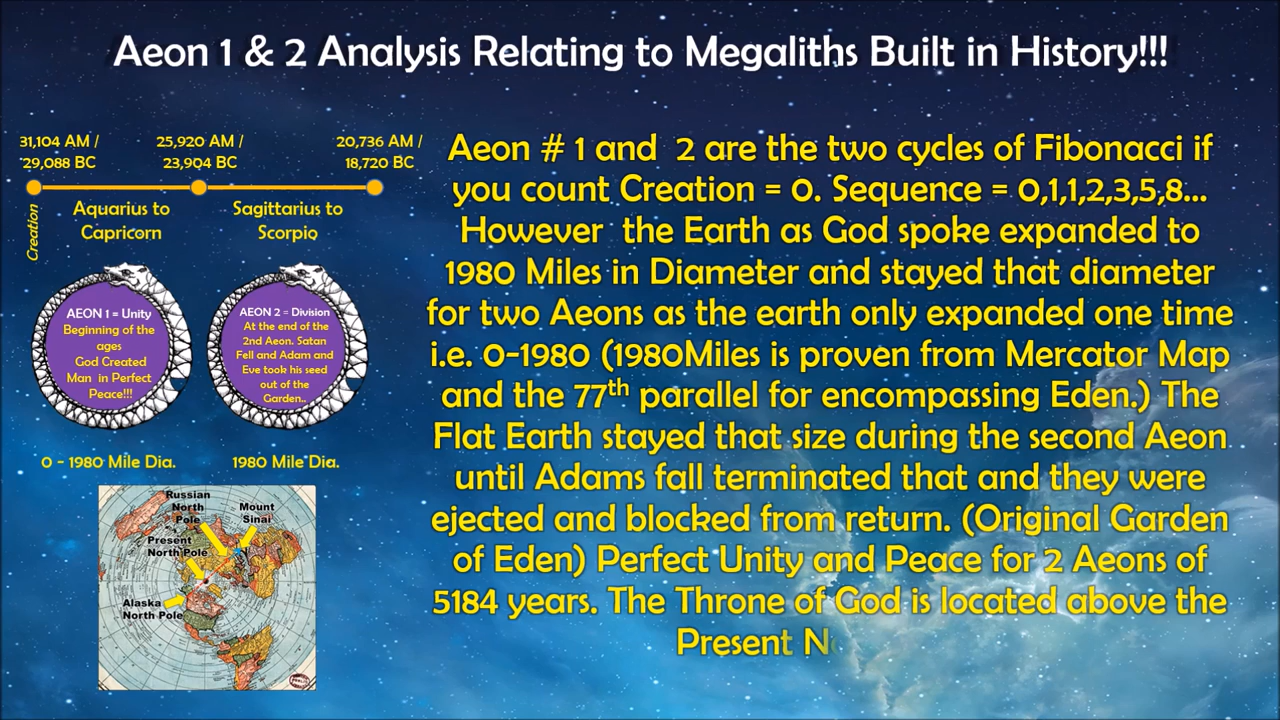 Aeon 1 & 2 Analysis Relating to Megaliths Built in History!!!
31,104 AM /
29,088 BC
25,920 AM /
23,904 BC
20,736 AM /
18,720 BC
Creation
Aquarius to
Capricorn
Sagittarius to
Scorpio
AEON 1 = Unity
Beginning of the
ages
God Created
Man in Perfect
Peace!!!
AEON 2 = Division
At the end of the
2nd Aeon. Satan
Fell and Adam and
Eve took his seed
out of the
Garden..
0 - 1980 Mile Dia.
1980 Mile Dia.
Russian
North
Pole
Mount
Sinai
Present
North Pole
Alaska
North Pole
Aeon # 1 and 2 are the two cycles of Fibonacci if
you count Creation = 0. Sequence = 0,1,1,2,3,5,8...
However the Earth as God spoke expanded to
1980 Miles in Diameter and stayed that diameter
for two Aeons as the earth only expanded one time
i.e. 0-1980 (1980Miles is proven from Mercator Map
and the 77th parallel for encompassing Eden.) The
Flat Earth stayed that size during the second Aeon
until Adams fall terminated that and they were
ejected and blocked from return. (Original Garden
of Eden) Perfect Unity and Peace for 2 Aeons of
5184 years. The Throne of God is located above the
Present N